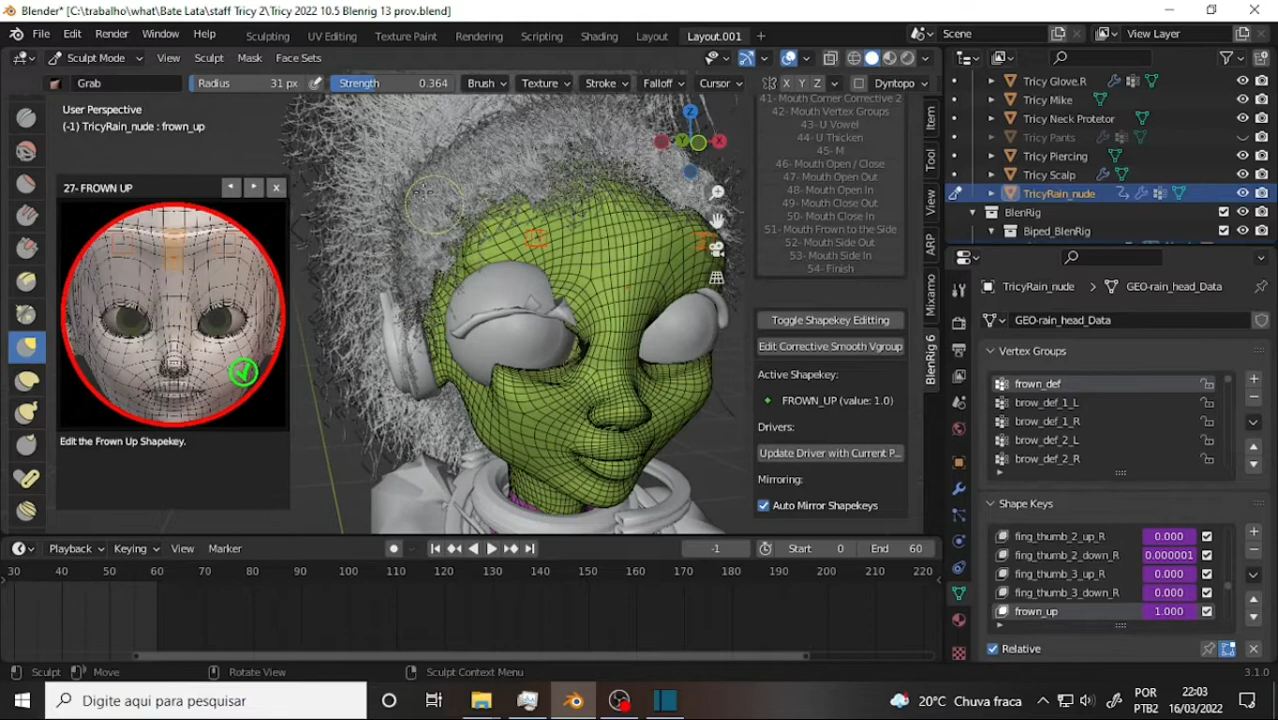 Blender* [C:\trabalho\what\Bate Lata\staff Tricy 2\Tricy 2022 10.5 Blenrig 13 prov.blend]
File Edit Render Window Help Sculpting UV Editing Texture Paint Rendering Scripting Shading Layout Layout.001 + Scene View Layer
Sculpt Mode View Sculpt Mask Face Sets
Grab Radius 31 px Strength 0.364 Brush Texture Stroke Falloff Cursor X Y Z Dyntopo
User Perspective
(-1) TricyRain_nude : frown_up
27- FROWN UP
Edit the Frown Up Shapekey.
Z
Y
X
41- Mouth Corner Corrective 2
42- Mouth Vertex Groups
43- U Vowel
44- U Thicken
45- M
46- Mouth Open / Close
47- Mouth Open Out
48- Mouth Open In
49- Mouth Close Out
50- Mouth Close In
51- Mouth Frown to the Side
52- Mouth Side Out
53- Mouth Side In
54- Finish
Toggle Shapekey Editing
Edit Corrective Smooth Vgroup
Active Shapekey:
FROWN_UP (value: 1.0)
Drivers:
Update Driver with Current P...
Mirroring:
Auto Mirror Shapekeys
Item
Tool
View
ARP
Mixamo
BlenRig 6
Tricy Glove.R
Tricy Mike
Tricy Neck Protetor
Tricy Pants
Tricy Piercing
Tricy Scalp
TricyRain_nude
BlenRig
Biped_BlenRig
TricyRain_nude GEO-rain_head_Data
GEO-rain_head_Data
Vertex Groups
frown_def
brow_def_1_L
brow_def_1_R
brow_def_2_L
brow_def_2_R
Shape Keys
fing_thumb_2_up_R 0.000
fing_thumb_2_down_R 0.000001
fing_thumb_3_up_R 0.000
fing_thumb_3_down_R 0.000
frown_up 1.000
Relative
Playback Keying View Marker -1 Start 0 End 60
30 40 50 60 70 80 90 100 110 120 130 140 150 160 170 180 190 200 210 220
Sculpt Move Rotate View Sculpt Context Menu 3.1.0
Digite aqui para pesquisar 20°C Chuva fraca POR PTB2 22:03 16/03/2022